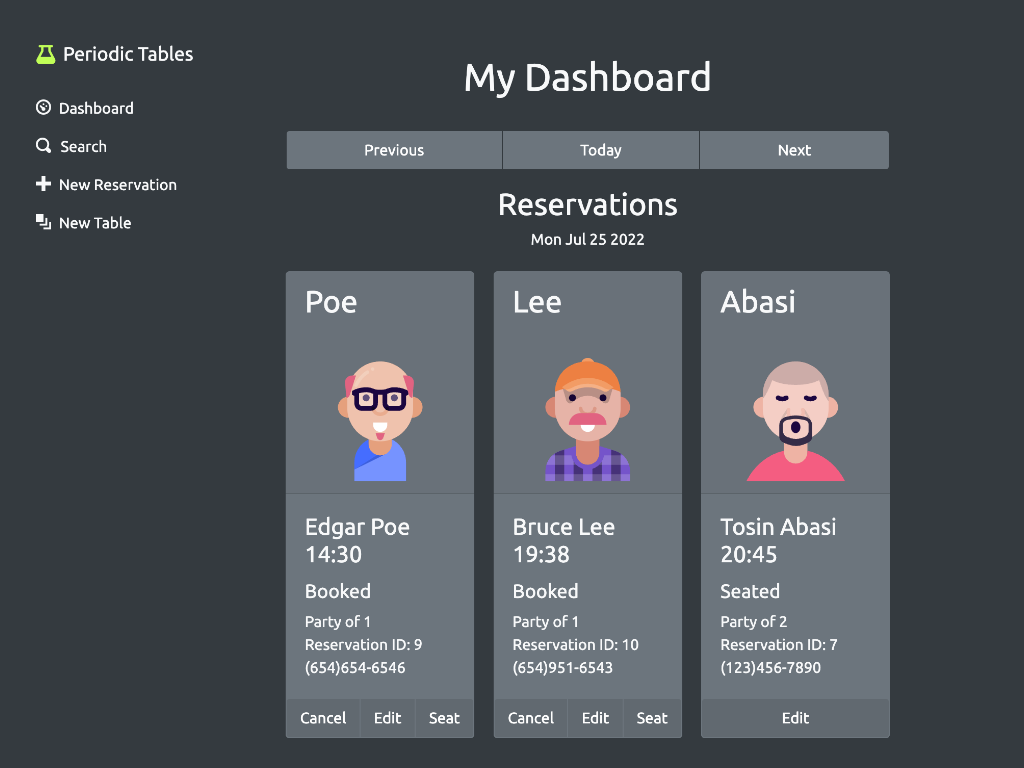 Periodic Tables
Dashboard
Search
New Reservation
New Table
My Dashboard
Previous
Today
Next
Reservations
Mon Jul 25 2022
Poe
Edgar Poe
14:30
Booked
Party of 1
Reservation ID: 9
(654)654-6546
Cancel
Edit
Seat
Lee
Bruce Lee
19:38
Booked
Party of 1
Reservation ID: 10
(654)951-6543
Cancel
Edit
Seat
Abasi
Tosin Abasi
20:45
Seated
Party of 2
Reservation ID: 7
(123)456-7890
Edit